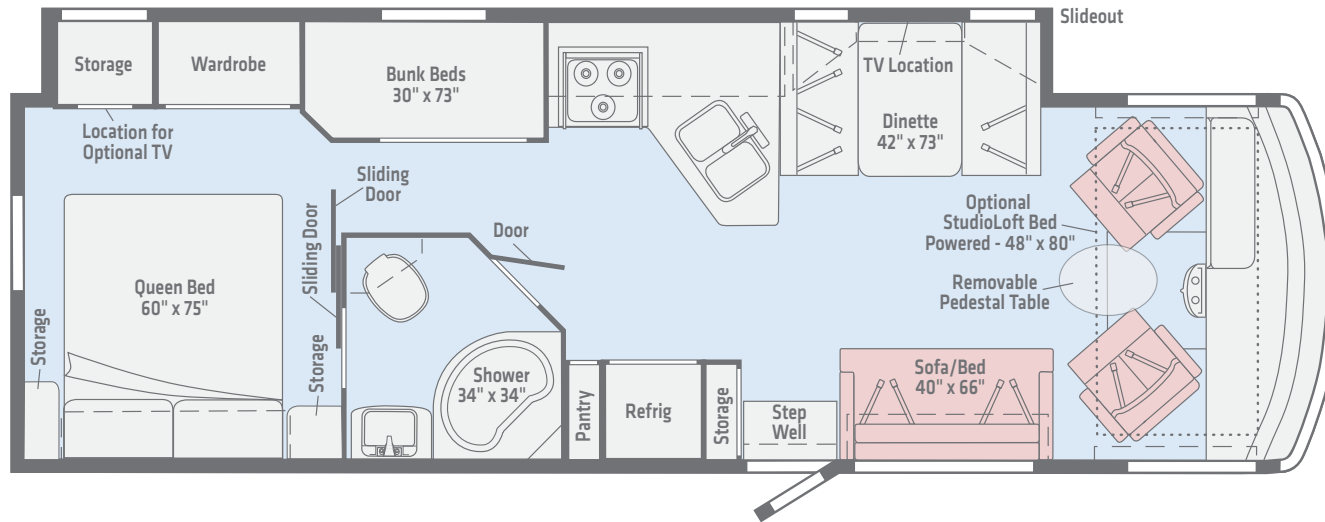 Slideout
Storage
Wardrobe
Bunk Beds
30" x 73"
TV Location
Dinette
42" x 73"
Location for
Optional TV
Sliding
Door
Sliding Door
Door
Optional
StudioLoft Bed
Powered - 48" x 80"
Removable
Pedestal Table
Queen Bed
60" x 75"
Storage
Storage
Shower
34" x 34"
Pantry
Refrig
Storage
Step
Well
Sofa/Bed
40" x 66"